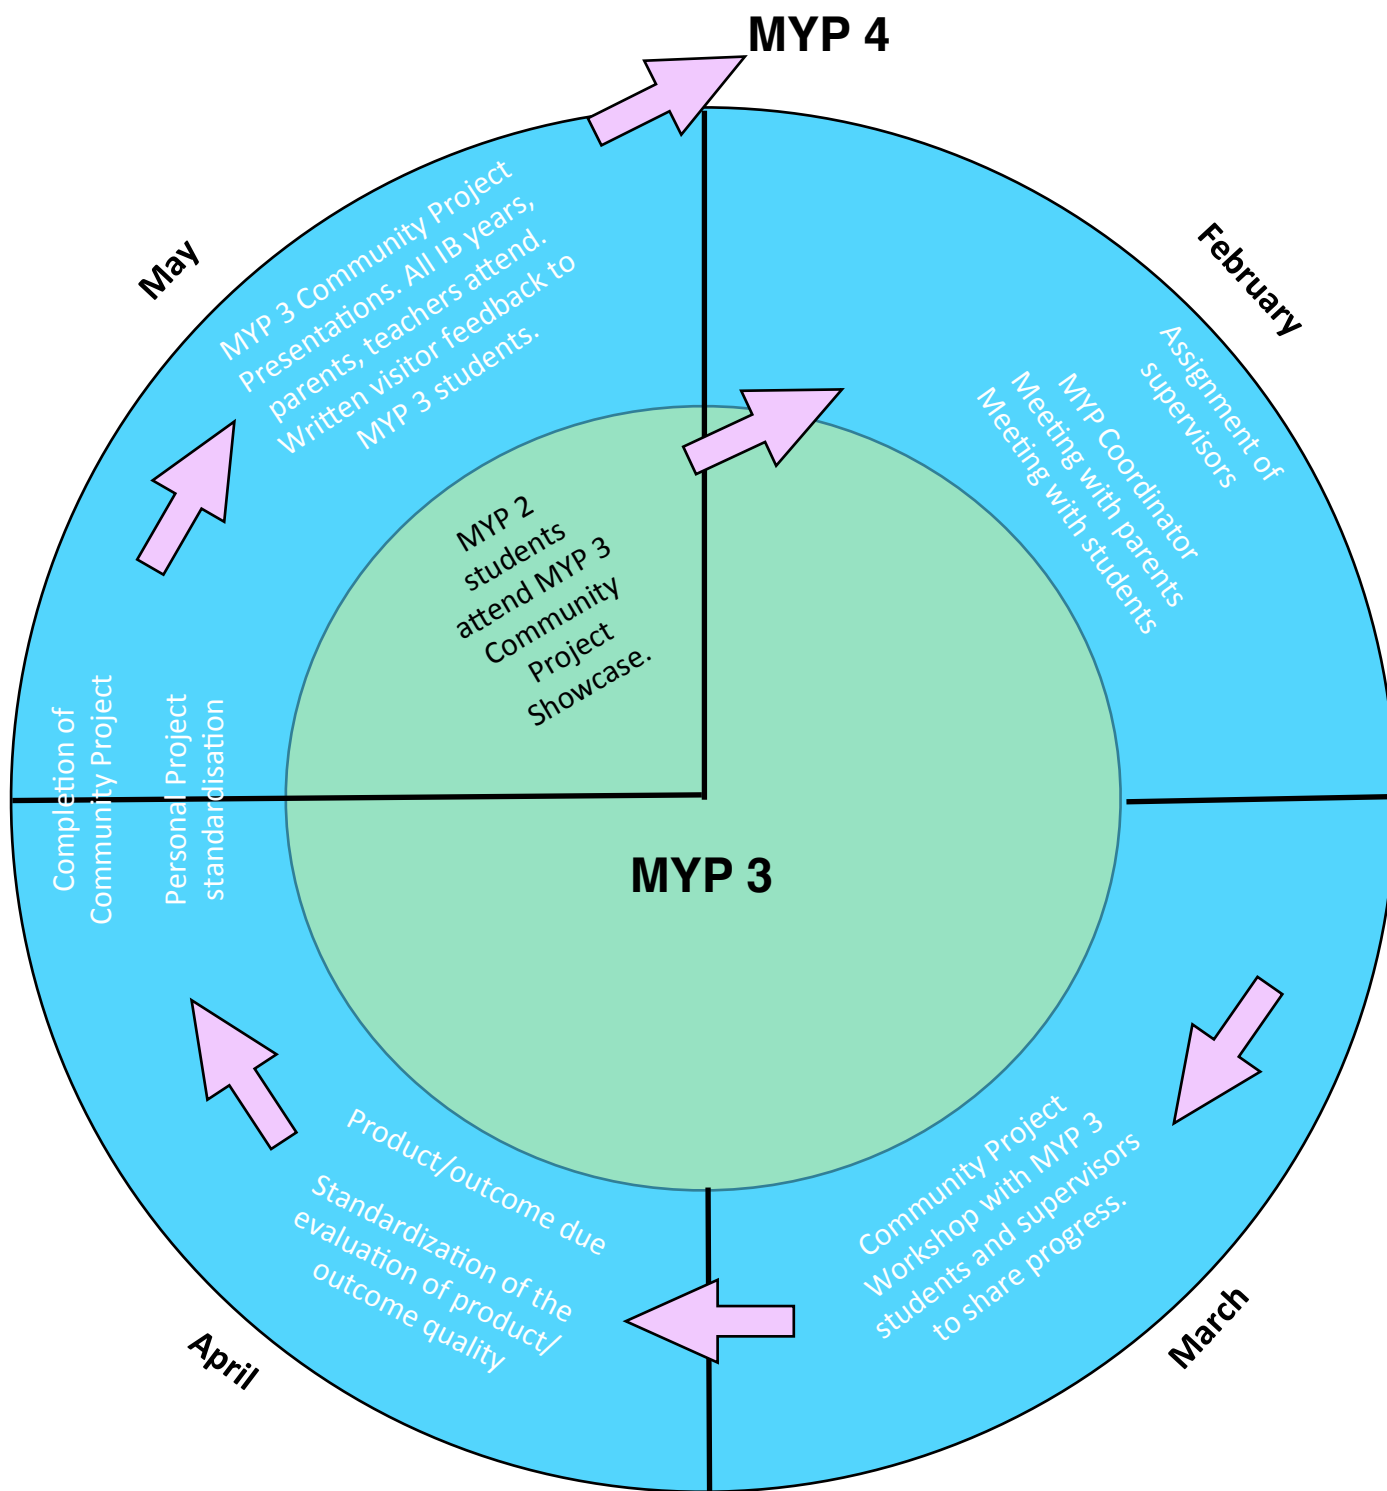 MYP 4
February
Assignment of
supervisors
MYP Coordinator
Meeting with parents
Meeting with students
March
Community Project
Workshop with MYP 3
students and supervisors
to share progress.
April
Product/outcome due
Standardization of the
evaluation of product/
outcome quality
Completion of
Community Project
Personal Project
standardisation
May
MYP 3 Community Project
Presentations. All IB years,
parents, teachers attend.
Written visitor feedback to
MYP 3 students.
MYP 2
students
attend MYP 3
Community
Project
Showcase.
MYP 3